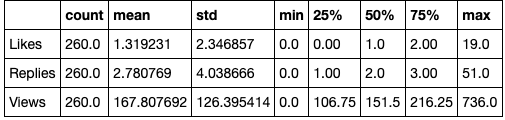 count mean std min 25% 50% 75% max
Likes 260.0 1.319231 2.346857 0.0 0.00 1.0 2.00 19.0
Replies 260.0 2.780769 4.038666 0.0 1.00 2.0 3.00 51.0
Views 260.0 167.807692 126.395414 0.0 106.75 151.5 216.25 736.0